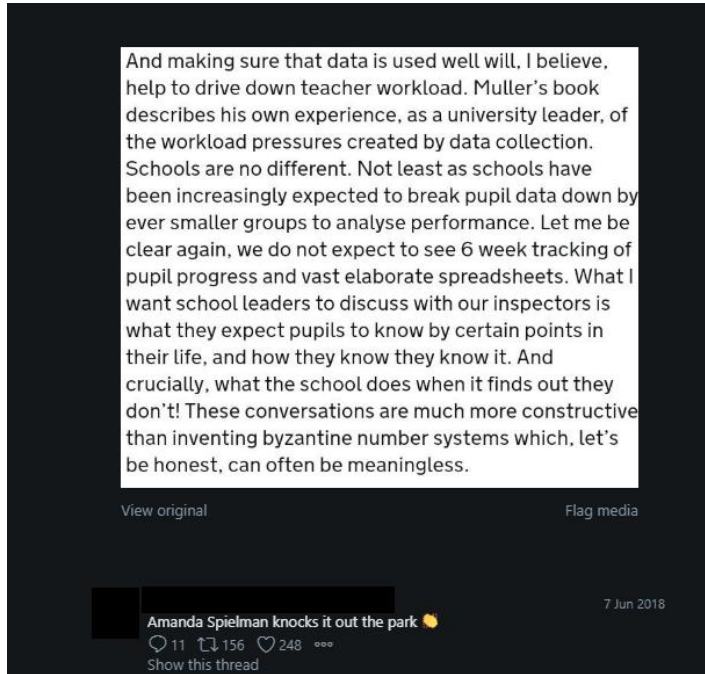 And making sure that data is used well will, I believe,
help to drive down teacher workload. Muller's book
describes his own experience, as a university leader, of
the workload pressures created by data collection.
Schools are no different. Not least as schools have
been increasingly expected to break pupil data down by
ever smaller groups to analyse performance. Let me be
clear again, we do not expect to see 6 week tracking of
pupil progress and vast elaborate spreadsheets. What I
want school leaders to discuss with our inspectors is
what they expect pupils to know by certain points in
their life, and how they know they know it. And
crucially, what the school does when it finds out they
don't! These conversations are much more constructive
than inventing byzantine number systems which, let's
be honest, can often be meaningless.
View original Flag media
7 Jun 2018
Amanda Spielman knocks it out the park 👏
11 156 248
Show this thread